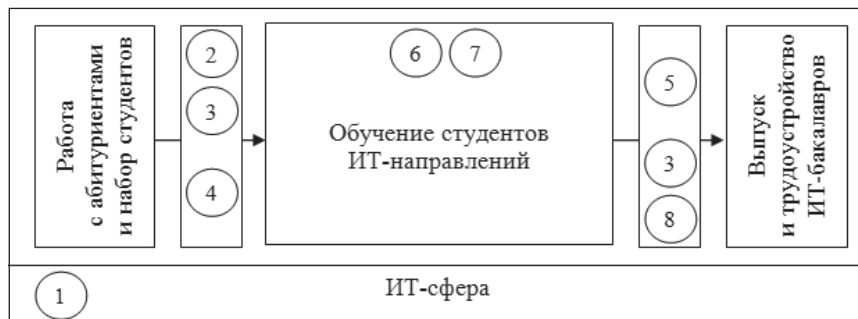 Работа
с абитуриентами
и набор студентов
2
3
4
6 7
Обучение студентов
ИТ-направлений
5
3
8
Выпуск
и трудоустройство
ИТ-бакалавров
1
ИТ-сфера